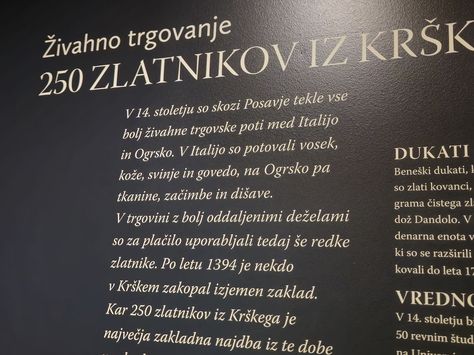 Živahno trgovanje
250 ZLATNIKOV IZ KRŠK
V 14. stoletju so skozi Posavje tekle vse
bolj živahne trgovske poti med Italijo
in Ogrsko. V Italijo so potovali vosek,
kože, svinje in govedo, na Ogrsko pa
tkanine, začimbe in dišave.
V trgovini z bolj oddaljenimi deželami
so za plačilo uporabljali tedaj še redke
zlatnike. Po letu 1394 je nekdo
v Krškem zakopal izjemen zaklad.
Kar 250 zlatnikov iz Krškega je
največja zakladna najdba iz te dobe
DUKATI
Beneški dukati, k
so zlati kovanci,
grama čistega zl
dož Dandolo. V
denarna enota v
ki so se razširili
kovali do leta 17
VREDNO
V 14. stoletju b
50 revnim štud
na Univer